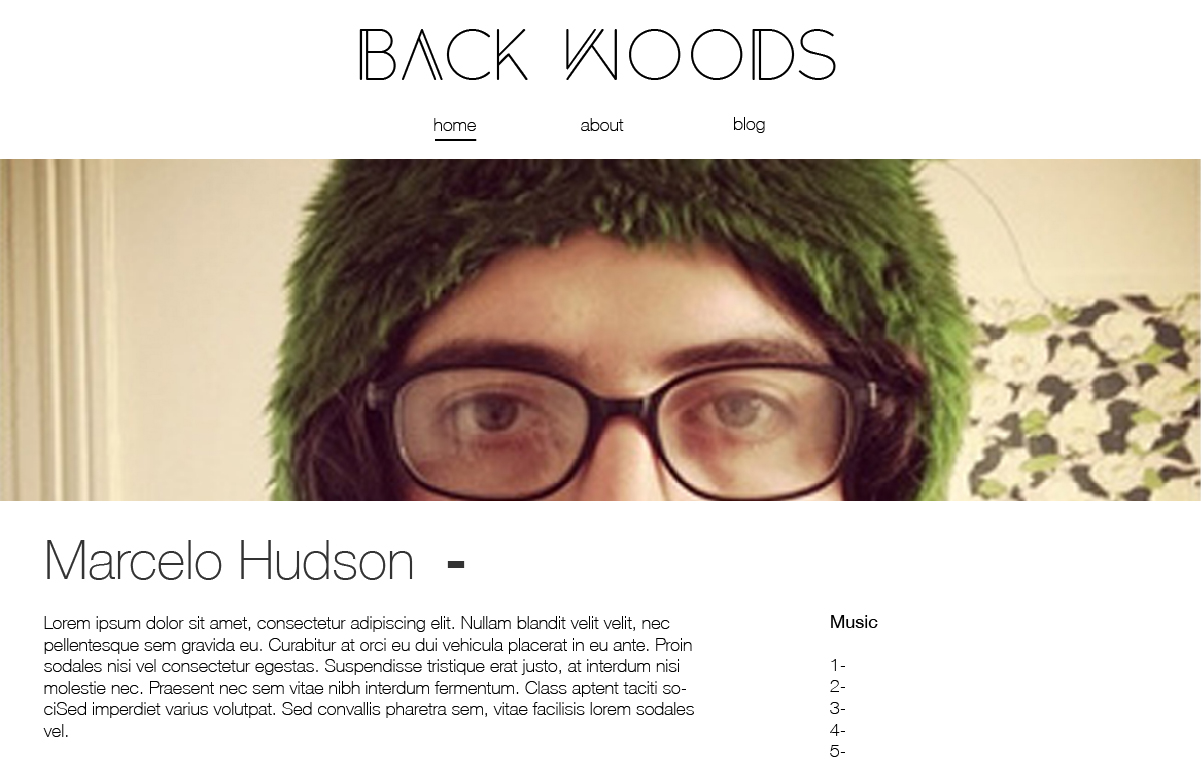 BACK WOODS
home about blog
Marcelo Hudson -
Lorem ipsum dolor sit amet, consectetur adipiscing elit. Nullam blandit velit velit, nec
pellentesque sem gravida eu. Curabitur at orci eu dui vehicula placerat in eu ante. Proin
sodales nisi vel consectetur egestas. Suspendisse tristique erat justo, at interdum nisi
molestie nec. Praesent nec sem vitae nibh interdum fermentum. Class aptent taciti so-
ciSed imperdiet varius volutpat. Sed convallis pharetra sem, vitae facilisis lorem sodales
vel.
Music
1-
2-
3-
4-
5-